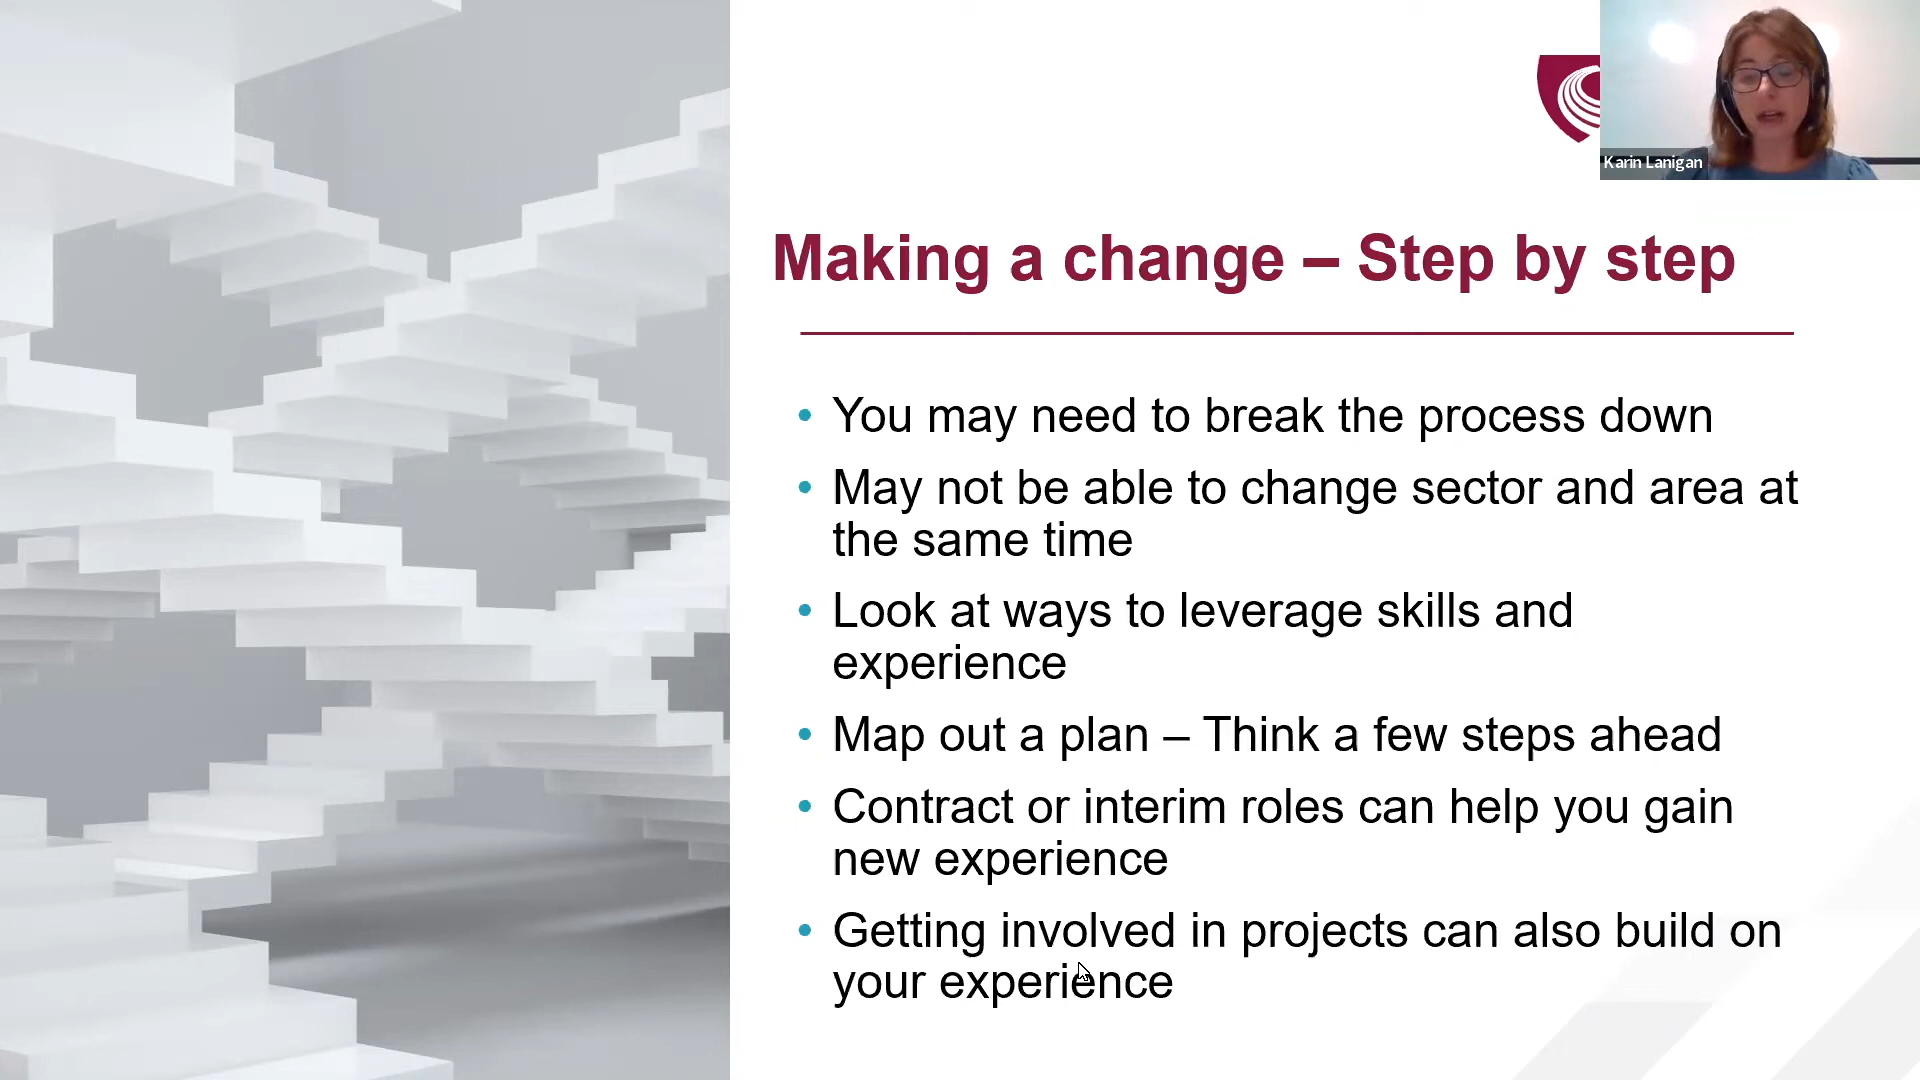 Karin Lanigan
Making a change – Step by step
• You may need to break the process down
• May not be able to change sector and area at
the same time
• Look at ways to leverage skills and
experience
• Map out a plan – Think a few steps ahead
• Contract or interim roles can help you gain
new experience
• Getting involved in projects can also build on
your experience